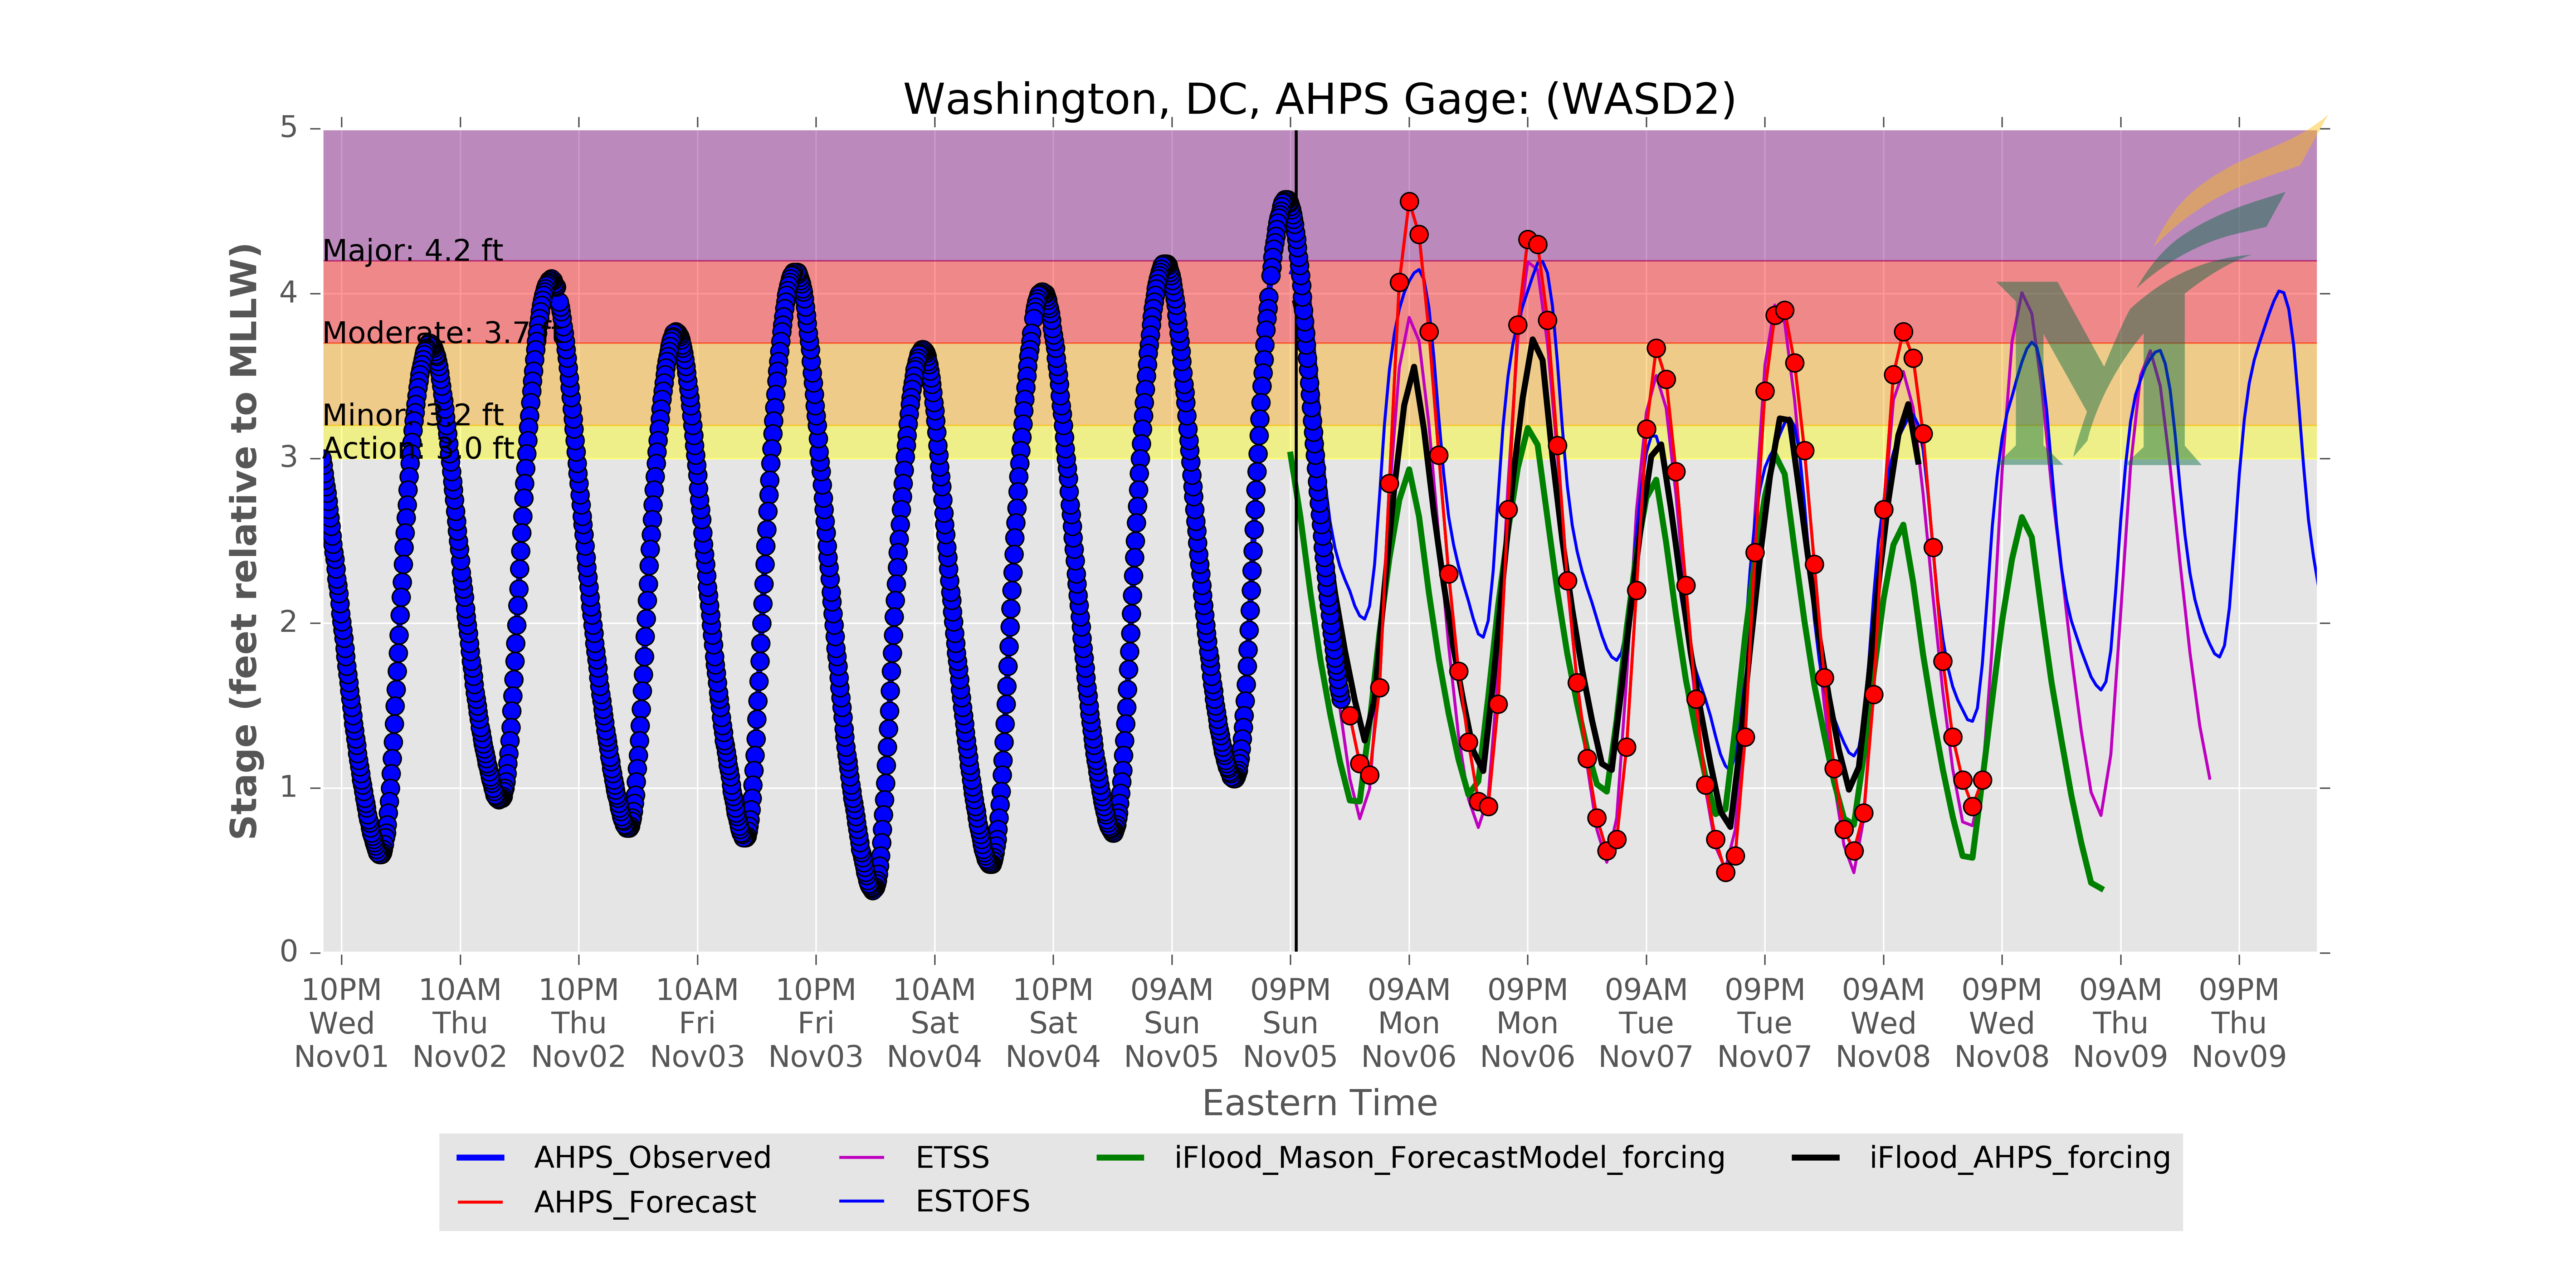 Washington, DC, AHPS Gage: (WASD2)
Stage (feet relative to MLLW)
5
4
3
2
1
0
Major: 4.2 ft
Moderate: 3.7 ft
Minor: 3.2 ft
Action: 3.0 ft
10PM 10AM 10PM 10AM 10PM 10AM 10PM 09AM 09PM 09AM 09PM 09AM 09PM 09AM 09PM 09AM 09PM
Wed Thu Thu Fri Fri Sat Sat Sun Sun Mon Mon Tue Tue Wed Wed Thu Thu
Nov01 Nov02 Nov02 Nov03 Nov03 Nov04 Nov04 Nov05 Nov05 Nov06 Nov06 Nov07 Nov07 Nov08 Nov08 Nov09 Nov09
Eastern Time
AHPS_Observed ETSS iFlood_Mason_ForecastModel_forcing iFlood_AHPS_forcing
AHPS_Forecast ESTOFS
M